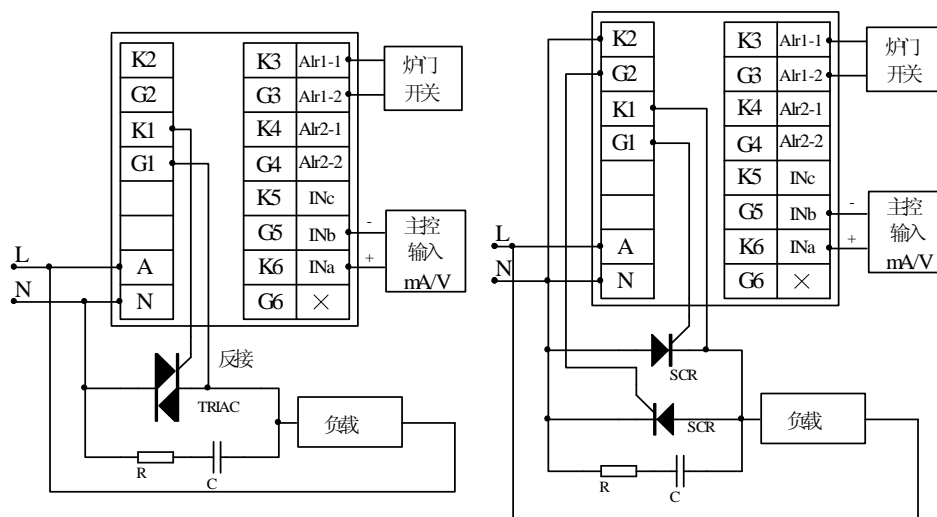 K2
G2
K1
G1
A
N
K3 Alr1-1
G3 Alr1-2
K4 Alr2-1
G4 Alr2-2
K5 INc
G5 INb
K6 INa
G6 ×
炉门
开关
-
+
主控
输入
mA/V
L
N
反接
TRIAC
负载
R
C
K2
G2
K1
G1
A
N
K3 Alr1-1
G3 Alr1-2
K4 Alr2-1
G4 Alr2-2
K5 INc
G5 INb
K6 INa
G6 ×
炉门
开关
-
+
主控
输入
mA/V
L
N
SCR
SCR
负载
R
C